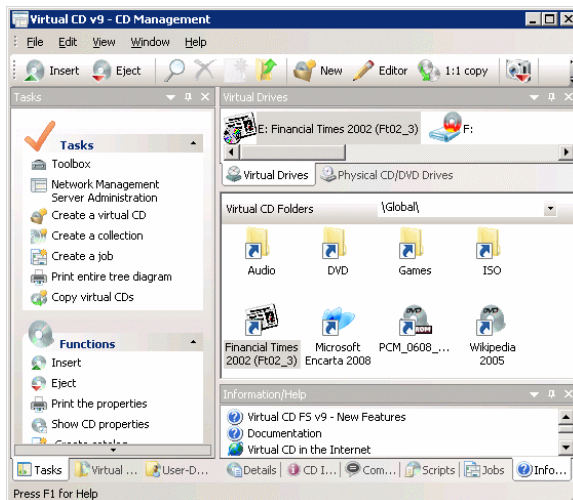 Virtual CD v9 - CD Management
File Edit View Window Help
Insert Eject New Editor 1:1 copy
Tasks
Tasks
Toolbox
Network Management
Server Administration
Create a virtual CD
Create a collection
Create a job
Print entire tree diagram
Copy virtual CDs
Functions
Insert
Eject
Print the properties
Show CD properties
Create catalog
Virtual Drives
E: Financial Times 2002 (Ft02_3) F:
Virtual Drives Physical CD/DVD Drives
Virtual CD Folders \Global\
Audio DVD Games ISO
Financial Times Microsoft PCM_0608_... Wikipedia
2002 (Ft02_3) Encarta 2008 2005
Information/Help
Virtual CD FS v9 - New Features
Documentation
Virtual CD in the Internet
Tasks Virtual ... User-D... Details CD I... Com... Scripts Jobs Info...
Press F1 for Help